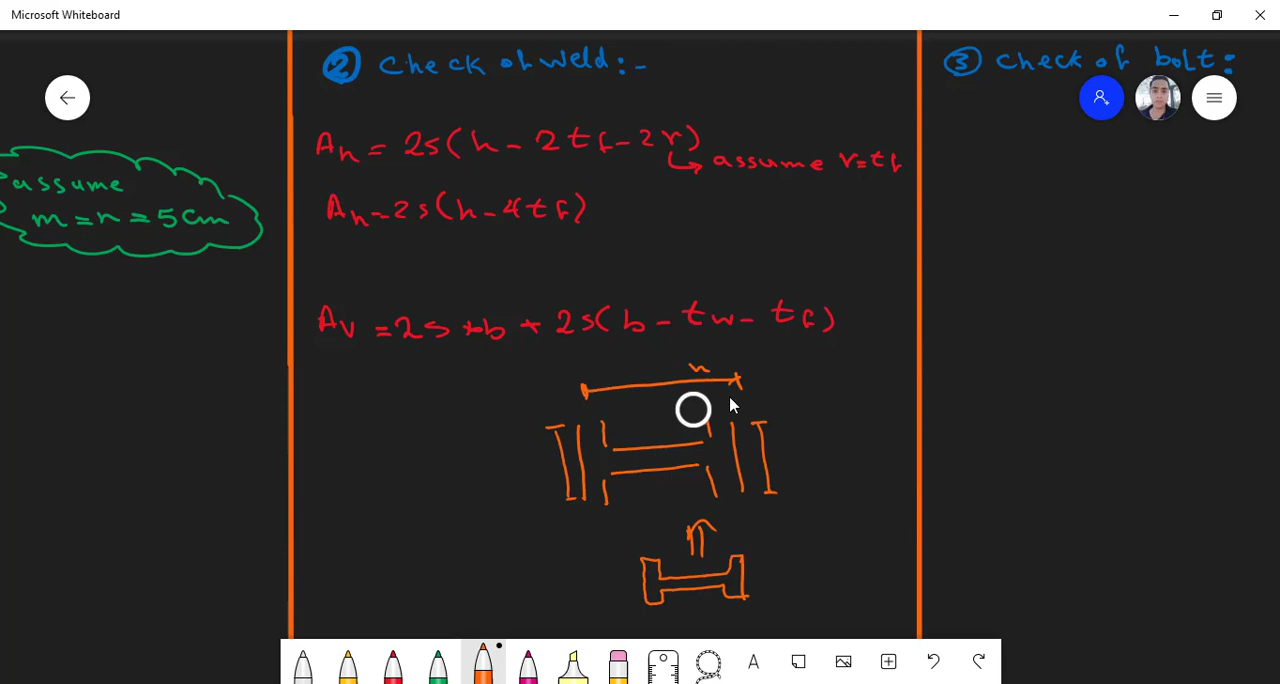 Microsoft Whiteboard
② Check of weld:-
③ Check of bolt:
Ah = 2s(h - 2tf - 2r)
↳ assume r=tf
Ah = 2s(h - 4tf)
assume
m = n = 5cm
Av = 2s*b + 2s(b - tw - tf)
h
A